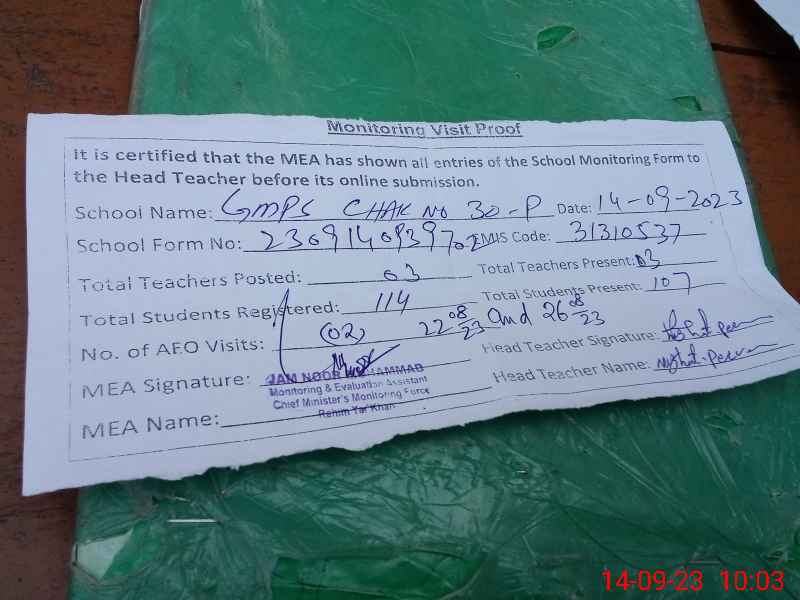 Monitoring Visit Proof
It is certified that the MEA has shown all entries of the School Monitoring Form to
the Head Teacher before its online submission.
School Name: GMPS CHAK NO 30-P Date: 14-09-2023
School Form No: 2309140939702 EMIS Code: 31310537
Total Teachers Posted: 03 Total Teachers Present: 03
Total Students Registered: 114 Total Students Present: 107
No. of AEO Visits: (02) 22 08/23 and 26 08/23
MEA Signature: Head Teacher Signature:
JAM NOOR MUHAMMAD
Monitoring & Evaluation Assistant
Chief Minister's Monitoring Force
Rahim Yar Khan
MEA Name: Head Teacher Name:
14-09-23 10:03